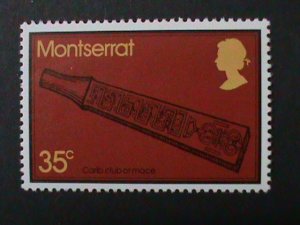 Montserrat
35c
Carib club or mace